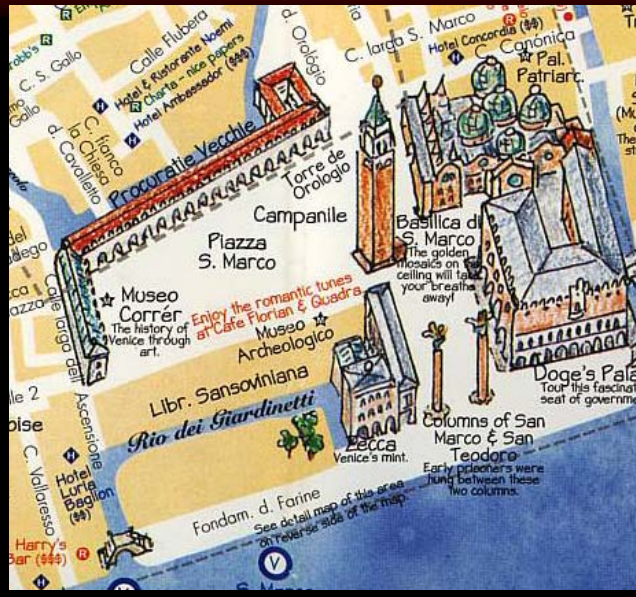 Calle Flubera
d. Orológio
C. larga S. Marco
Hotel Concordia ($$)
C. Canónica
Pal.
Patriarc.
C. S. Gallo
Gallo
Hotel & Ristorante Noemi
Charta - nice papers
Hotel Ambassador ($$$)
C. fianco
la Chiesa
d. Cavalletto
Procuratie Vecchie
Torre de
Orologio
Campanile
Piazza
S. Marco
Basilica di
S. Marco
The golden
mosaics on the
ceiling will take
your breath
away!
Museo
Corrér
The history of
Venice through
art.
Enjoy the romantic tunes
at Cafe Florian & Quadra
Museo
Archeologico
Calle larga dell'
Ascensione
Libr. Sansoviniana
Rio dei Giardinetti
Zecca
Venice's mint.
Columns of San
Marco & San
Teodoro
Early prisoners were
hung between these
two columns.
Doge's Pala
Tour this fascinat
seat of governme
C. Vallaresso
Hotel
Luna
Baglion
($$)
Harry's
Bar ($$$)
R
H
Fondam. d. Farine
See detail map of this area
on reverse side of the map.
V
S. Marco